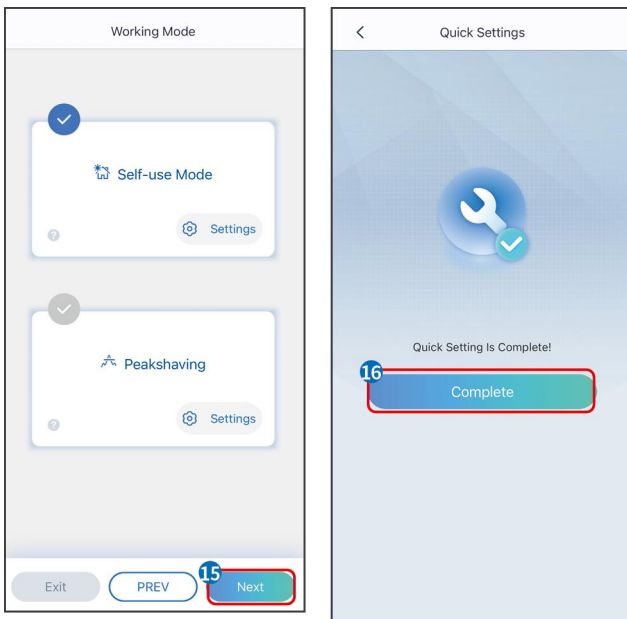 Working Mode
Self-use Mode
?
Settings
Peakshaving
?
Settings
Exit
PREV
15
Next
Quick Settings
Quick Setting Is Complete!
16
Complete